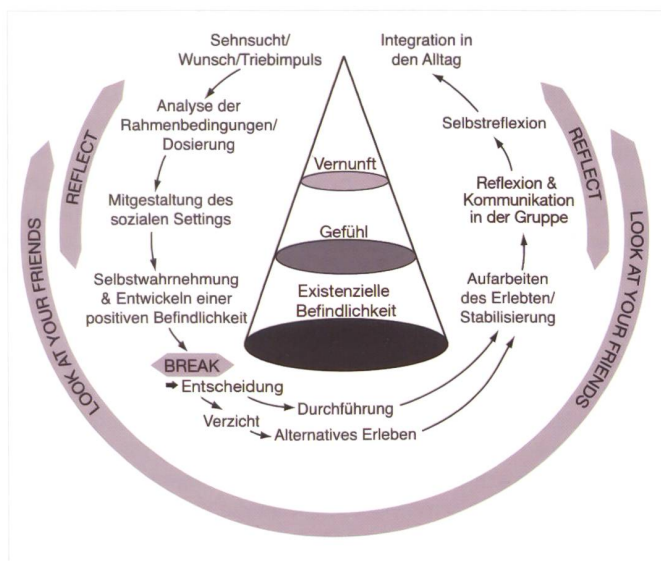 Sehnsucht/
Wunsch/Triebimpuls
Analyse der
Rahmenbedingungen/
Dosierung
Mitgestaltung des
sozialen Settings
Selbstwahrnehmung
& Entwickeln einer
positiven Befindlichkeit
BREAK
Entscheidung
Verzicht
Durchführung
Alternatives Erleben
Vernunft
Gefühl
Existenzielle
Befindlichkeit
Aufarbeiten
des Erlebten/
Stabilisierung
Reflexion &
Kommunikation
in der Gruppe
Selbstreflexion
Integration in
den Alltag
REFLECT
LOOK AT YOUR FRIENDS
REFLECT
LOOK AT YOUR FRIENDS